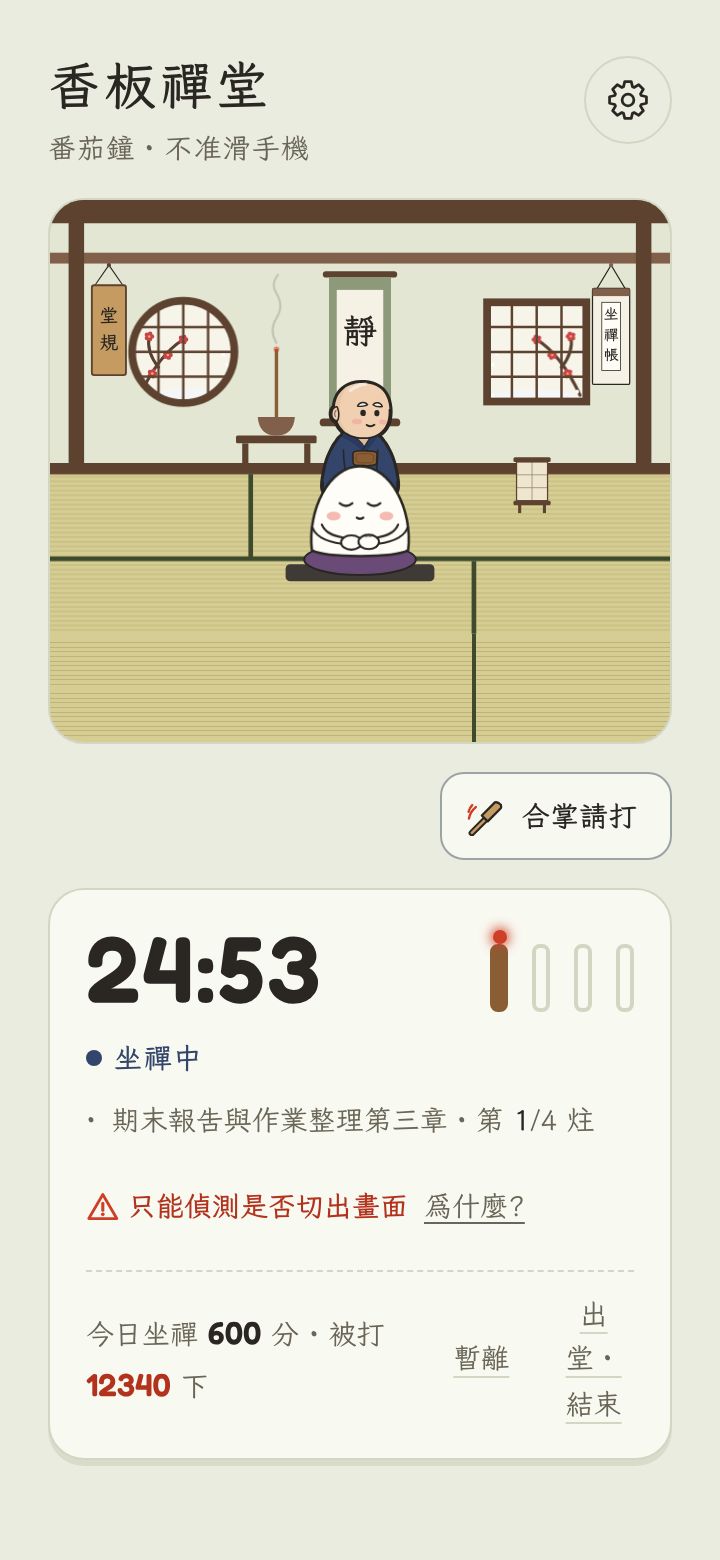 香板禪堂
番茄鐘・不准滑手機
堂規
靜
坐禪帳
合掌請打
24:53
坐禪中
・ 期末報告與作業整理第三章・第 1/4 炷
只能偵測是否切出畫面 爲什麼?
今日坐禪 600 分・被打
12340 下
暫離
出
堂・
結束